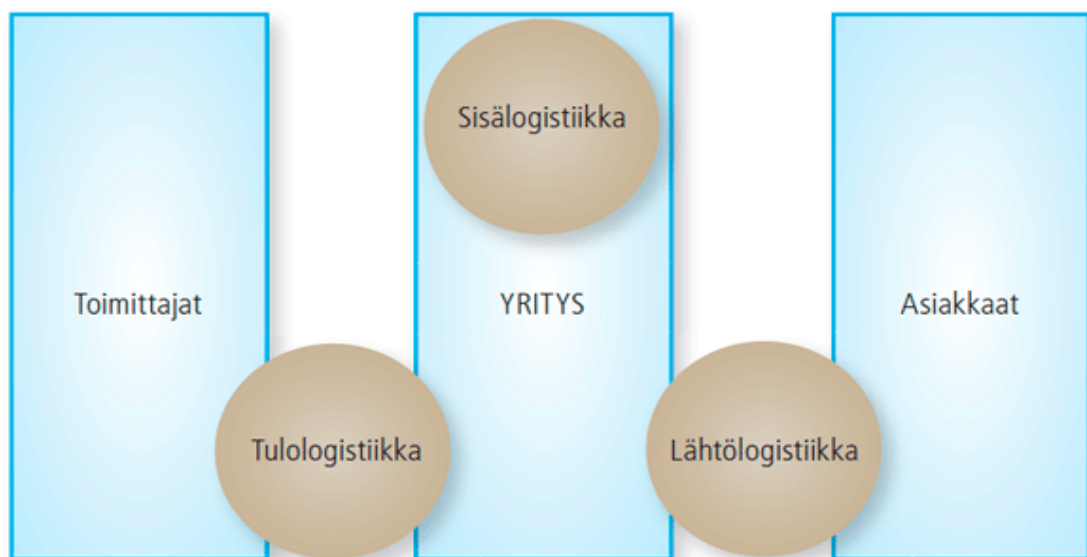 Sisälogistiikka
Toimittajat
YRITYS
Asiakkaat
Tulologistiikka
Lähtölogistiikka